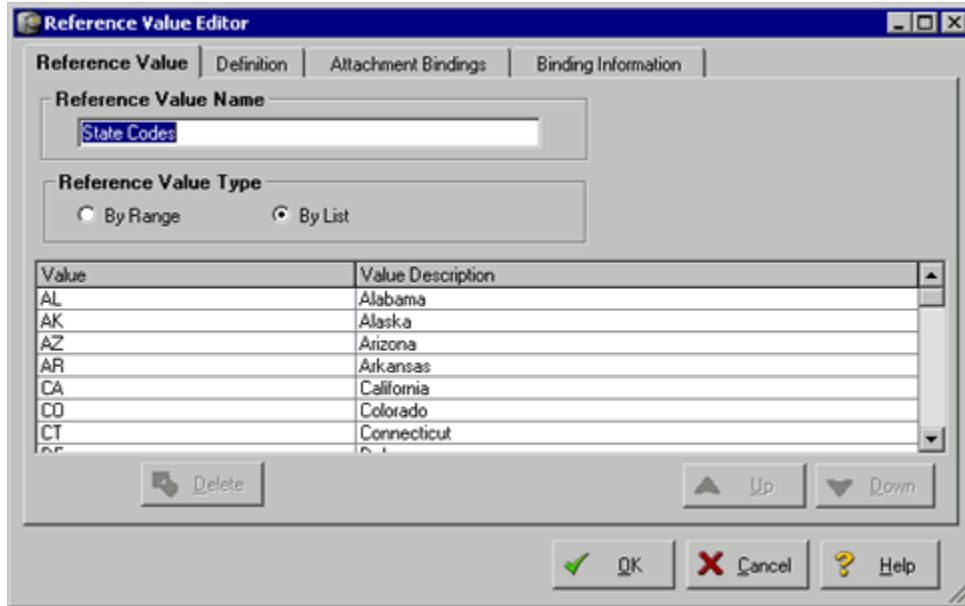 Reference Value Editor
Reference Value Definition Attachment Bindings Binding Information
Reference Value Name
State Codes
Reference Value Type
By Range By List
Value Value Description
AL Alabama
AK Alaska
AZ Arizona
AR Arkansas
CA California
CO Colorado
CT Connecticut
Delete Up Down
OK Cancel Help